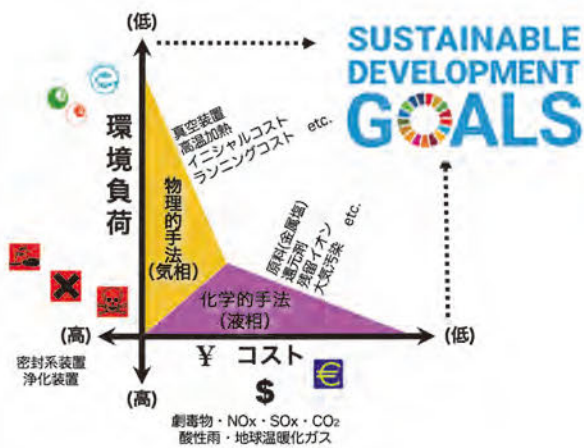 (低)
SUSTAINABLE
DEVELOPMENT
GOALS
環境負荷
真空装置
高温加熱
イニシャルコスト
ランニングコスト etc.
物理的手法
(気相)
原料(金属塩)
還元剤
残留イオン
大気汚染 etc.
化学的手法
(液相)
(高)
(低)
密封系装置
浄化装置
¥ コスト
$
€
(高)
劇毒物・NOx・SOx・CO₂
酸性雨・地球温暖化ガス